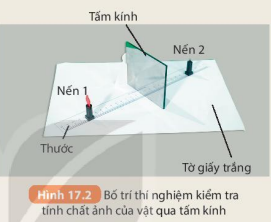 Tấm kính
Nến 2
Nến 1
Thước
Tờ giấy trắng
Hình 17.2 Bố trí thí nghiệm kiểm tra
tính chất ảnh của vật qua tấm kính